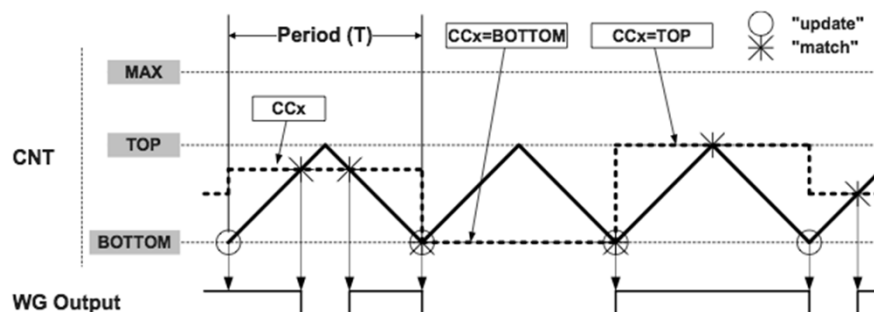 Period (T)
CCx=BOTTOM
CCx=TOP
"update"
"match"
MAX
CCx
TOP
CNT
BOTTOM
WG Output